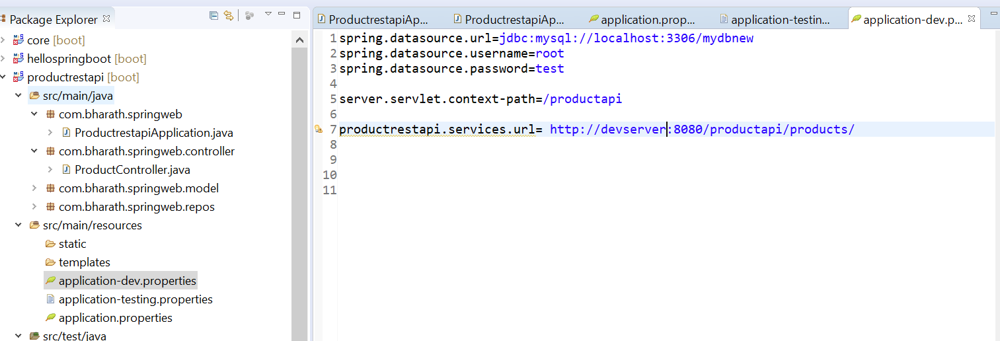 Package Explorer
core [boot]
hellospringboot [boot]
productrestapi [boot]
src/main/java
com.bharath.springweb
ProductrestapiApplication.java
com.bharath.springweb.controller
ProductController.java
com.bharath.springweb.model
com.bharath.springweb.repos
src/main/resources
static
templates
application-dev.properties
application-testing.properties
application.properties
src/test/java
ProductrestapiAp... ProductrestapiAp... application.prop... application-testin... application-dev.p...
1 spring.datasource.url=jdbc:mysql://localhost:3306/mydbnew
2 spring.datasource.username=root
3 spring.datasource.password=test
4
5 server.servlet.context-path=/productapi
6
7 productrestapi.services.url= http://devserver:8080/productapi/products/
8
9
10
11